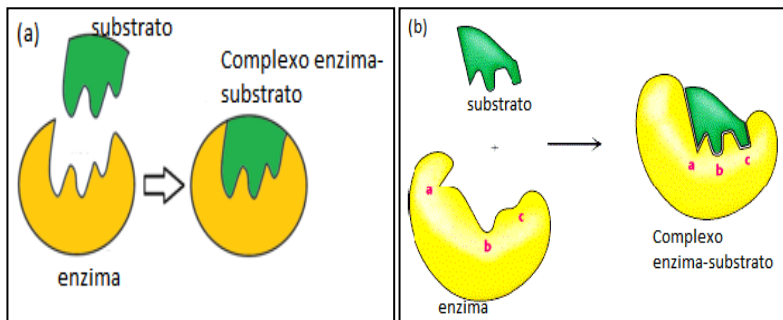 (a)
substrato
Complexo enzima-
substrato
enzima
(b)
substrato
+
a
b
c
enzima
a
b
c
Complexo
enzima-substrato